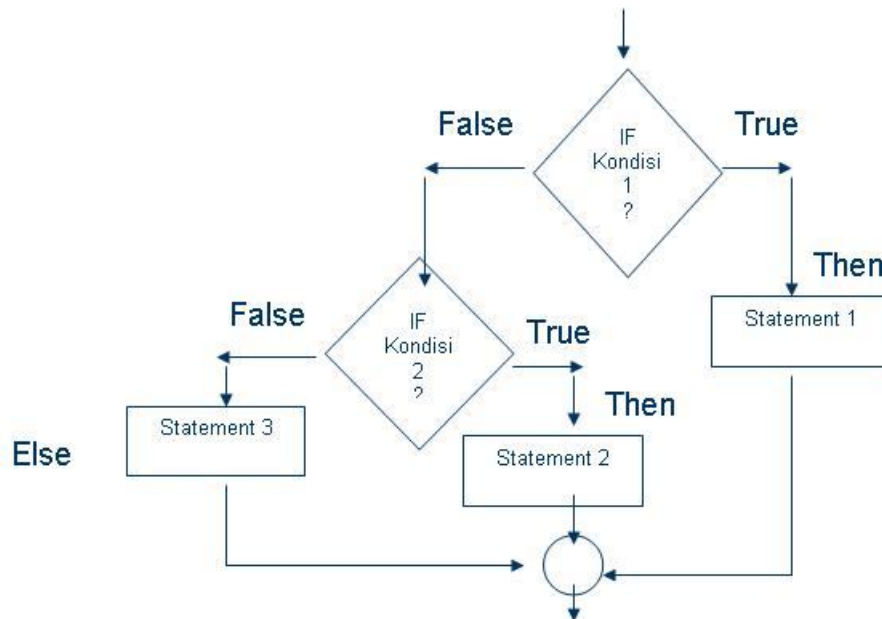 False
True
IF
Kondisi
1
?
Then
Statement 1
False
IF
Kondisi
2
?
True
Then
Statement 3
Else
Statement 2